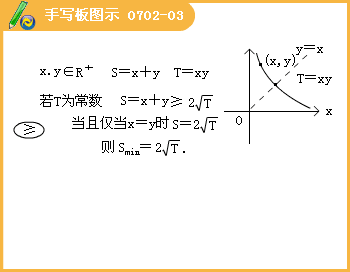 手写板图示 0702-03
x.y∈R⁺ S=x+y T=xy
若T为常数 S=x+y≥2√T
≥ 当且仅当x=y时S=2√T
则Smin=2√T.
y=x
(x,y)
T=xy
O x